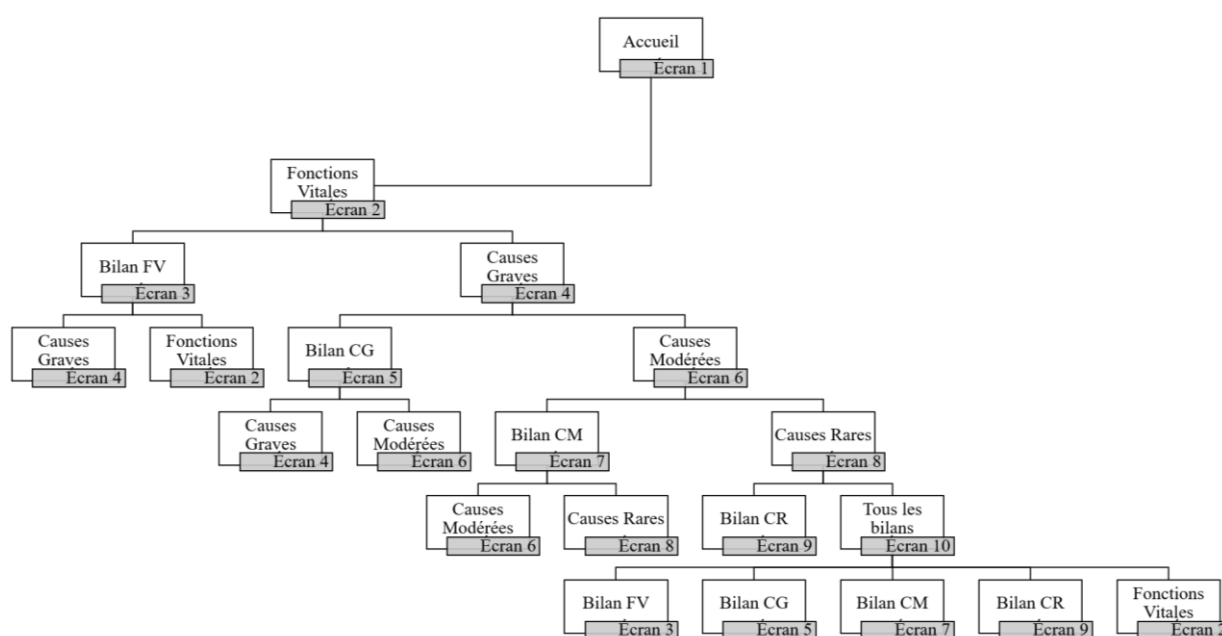 Accueil
Écran 1
Fonctions
Vitales
Écran 2
Bilan FV
Écran 3
Causes
Graves
Écran 4
Causes
Graves
Écran 4
Fonctions
Vitales
Écran 2
Bilan CG
Écran 5
Causes
Modérées
Écran 6
Causes
Graves
Écran 4
Causes
Modérées
Écran 6
Bilan CM
Écran 7
Causes Rares
Écran 8
Causes
Modérées
Écran 6
Causes Rares
Écran 8
Bilan CR
Écran 9
Tous les
bilans
Écran 10
Bilan FV
Écran 3
Bilan CG
Écran 5
Bilan CM
Écran 7
Bilan CR
Écran 9
Fonctions
Vitales
Écran 2